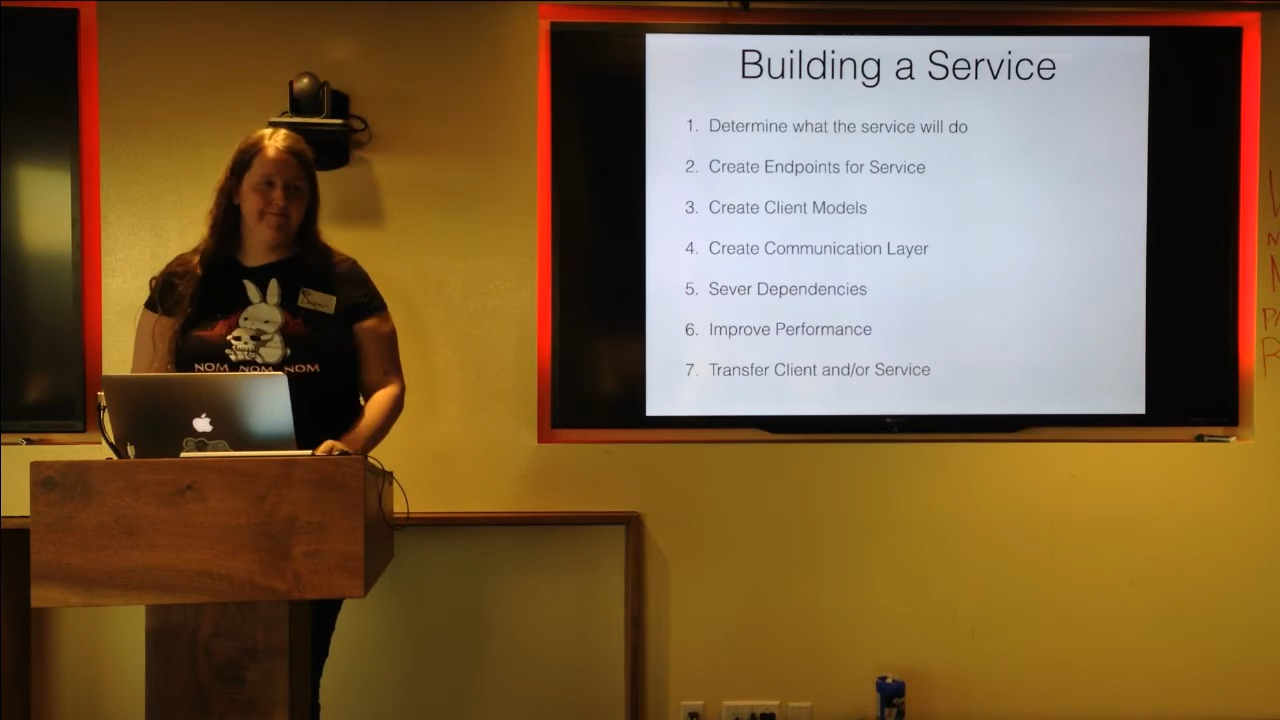 Building a Service
1. Determine what the service will do
2. Create Endpoints for Service
3. Create Client Models
4. Create Communication Layer
5. Sever Dependencies
6. Improve Performance
7. Transfer Client and/or Service
NOM NOM NOM